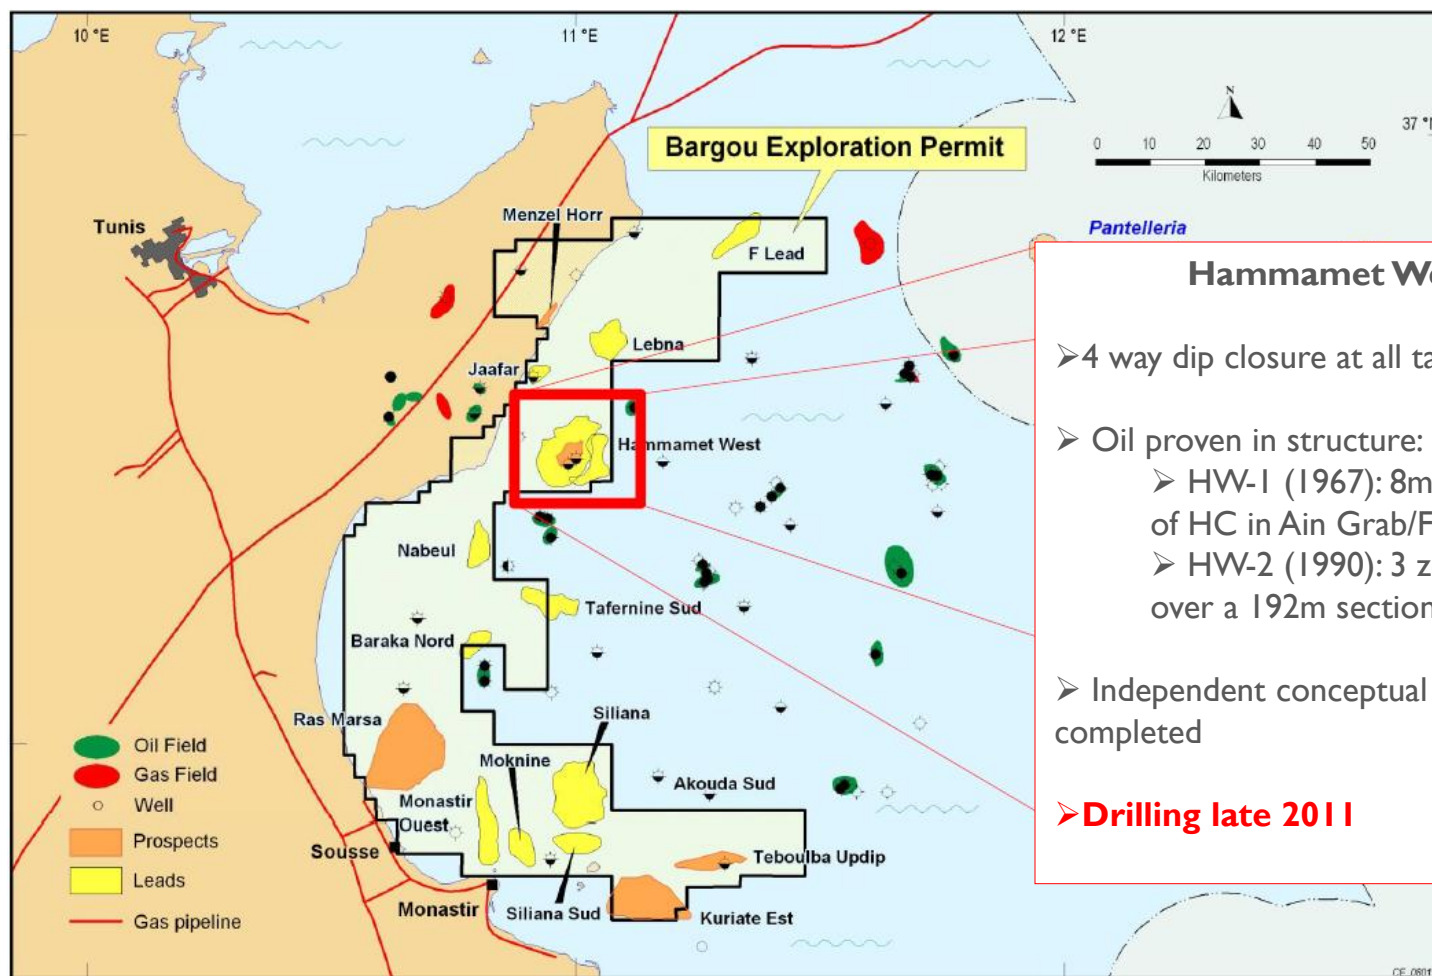 10 °E
11 °E
12 °E
N
37 °N
0 10 20 30 40 50
Kilometers
Bargou Exploration Permit
Pantelleria
Tunis
Menzel Horr
F Lead
Lebna
Jaafar
Hammamet West
Nabeul
Tafernine Sud
Baraka Nord
Ras Marsa
Siliana
Moknine
Akouda Sud
Monastir
Ouest
Sousse
Teboulba Updip
Monastir
Siliana Sud
Kuriate Est
Oil Field
Gas Field
Well
Prospects
Leads
Gas pipeline
Hammamet
➢4 way dip closure at all
➢ Oil proven in structure:
➢ HW-1 (1967): 8m
of HC in Ain Grab/
➢ HW-2 (1990): 3
over a 192m section
➢ Independent conceptual
completed
➢Drilling late 2011